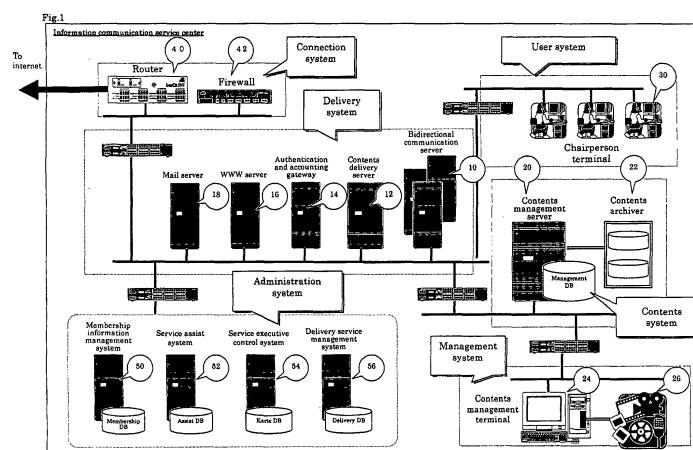 Fig.1
Information communication service center
To
internet
Router
40
Firewall
42
Connection
system
User system
30
Chairperson
terminal
Delivery
system
Mail server
18
WWW server
16
Authentication
and accounting
gateway
14
Contents
delivery
server
12
Bidirectional
communication
server
10
20
Contents
management
server
22
Contents
archiver
Management
DB
Contents
system
Administration
system
Membership
information
management
system
50
Membership
DB
Service assist
system
52
Assist DB
Service executive
control system
54
Karte DB
Delivery service
management
system
56
Delivery DB
Management
system
Contents
management
terminal
24
26